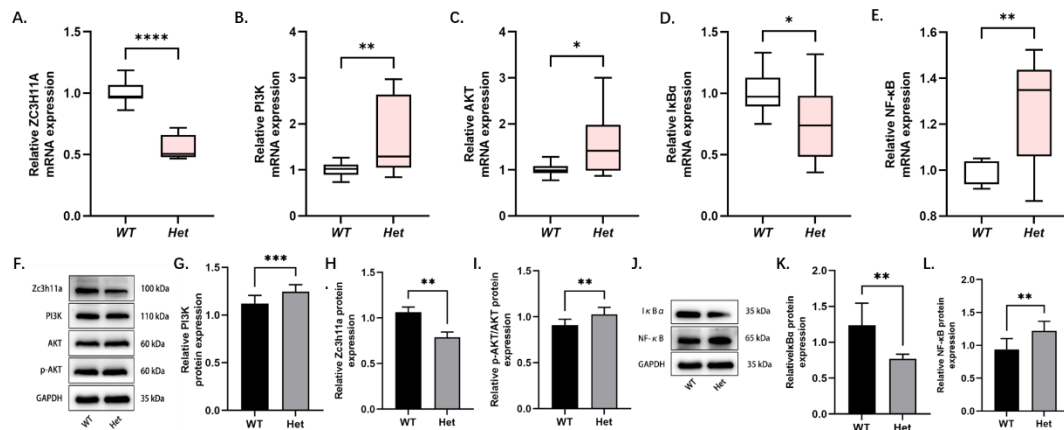 A.
Relative ZC3H11A
mRNA expression
1.5
1.0
0.5
0.0
****
WT
Het
B.
Relative PI3K
mRNA expression
4
3
2
1
0
**
WT
Het
C.
Relative AKT
mRNA expression
4
3
2
1
0
*
WT
Het
D.
Relative IκBα
mRNA expression
1.5
1.0
0.5
0.0
*
WT
Het
E.
Relative NF-κB
mRNA expression
1.6
1.4
1.2
1.0
0.8
**
WT
Het
F.
Zc3h11a 100 kDa
PI3K 110 kDa
AKT 60 kDa
p-AKT 60 kDa
GAPDH 35 kDa
WT Het
G.
Relative PI3K
protein expression
1.5
1.0
0.5
0.0
***
WT
Het
H
.
Relative Zc3h11a protein
expression
1.5
1.0
0.5
0.0
**
WT
Het
I.
Relative p-AKT/AKT protein
expression
1.5
1.0
0.5
0.0
**
WT
Het
J.
IκBα 35 kDa
NF-κB 65 kDa
GAPDH 35 kDa
WT Het
K.
RelativeIκBα protein
expression
2.0
1.5
1.0
0.5
0.0
**
WT
Het
L.
Relative NF-κB protein
expression
2.0
1.5
1.0
0.5
0.0
**
WT
Het